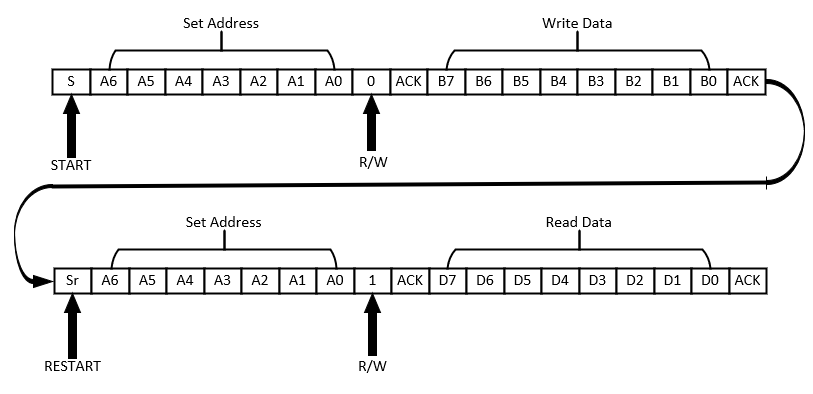 Set Address Write Data
S A6 A5 A4 A3 A2 A1 A0 0 ACK B7 B6 B5 B4 B3 B2 B1 B0 ACK
START R/W
Set Address Read Data
Sr A6 A5 A4 A3 A2 A1 A0 1 ACK D7 D6 D5 D4 D3 D2 D1 D0 ACK
RESTART R/W